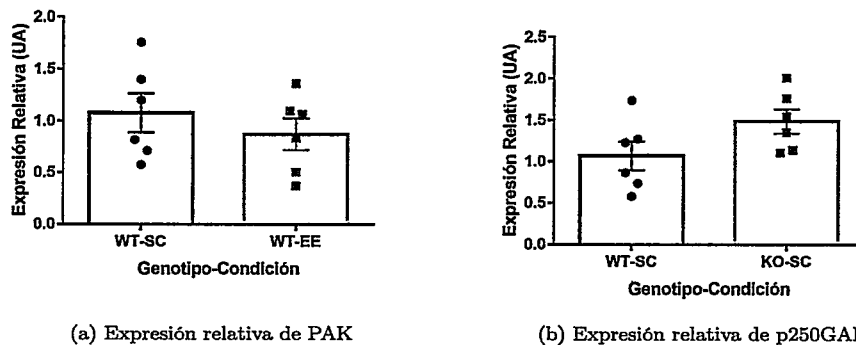 2.0
1.5
1.0
0.5
0.0
Expresión Relativa (UA)
WT-SC
WT-EE
Genotipo-Condición
(a) Expresión relativa de PAK
2.5
2.0
1.5
1.0
0.5
0.0
Expresión Relativa (UA)
WT-SC
KO-SC
Genotipo-Condición
(b) Expresión relativa de p250GAP